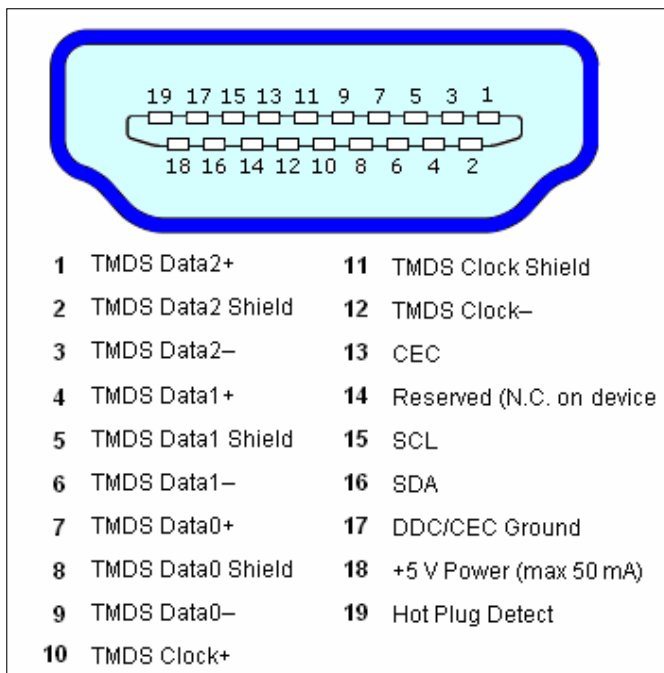 19 17 15 13 11 9 7 5 3 1
18 16 14 12 10 8 6 4 2
1 TMDS Data2+
2 TMDS Data2 Shield
3 TMDS Data2–
4 TMDS Data1+
5 TMDS Data1 Shield
6 TMDS Data1–
7 TMDS Data0+
8 TMDS Data0 Shield
9 TMDS Data0–
10 TMDS Clock+
11 TMDS Clock Shield
12 TMDS Clock–
13 CEC
14 Reserved (N.C. on device
15 SCL
16 SDA
17 DDC/CEC Ground
18 +5 V Power (max 50 mA)
19 Hot Plug Detect